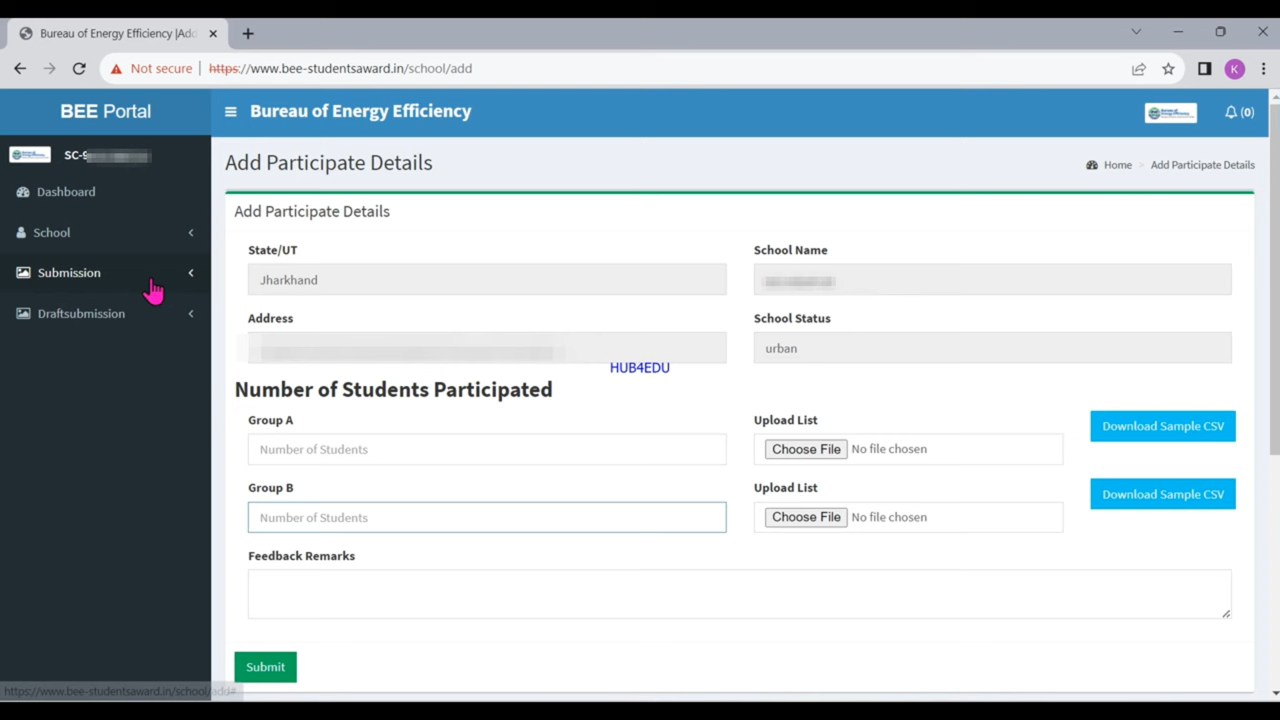 Bureau of Energy Efficiency |Add
Not secure | https://www.bee-studentsaward.in/school/add
K
BEE Portal
Bureau of Energy Efficiency
(0)
SC-
Add Participate Details
Home > Add Participate Details
Dashboard
Add Participate Details
School
State/UT
School Name
Submission
Jharkhand
Draftsubmission
Address
School Status
urban
HUB4EDU
Number of Students Participated
Group A
Upload List
Download Sample CSV
Number of Students
Choose File No file chosen
Group B
Upload List
Download Sample CSV
Number of Students
Choose File No file chosen
Feedback Remarks
Submit
https://www.bee-studentsaward.in/school/add#